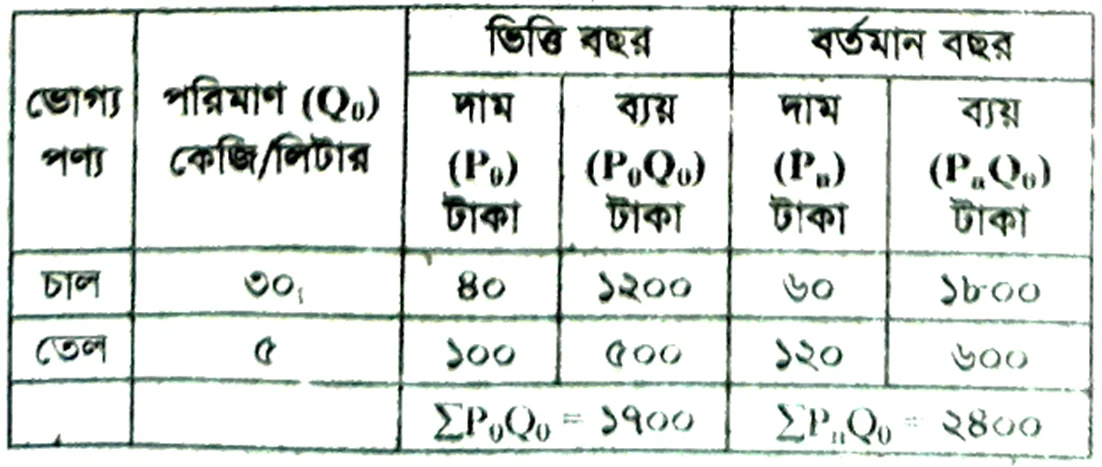 ভোগ্য পণ্য
পরিমাণ (Q₀) কেজি/লিটার
ভিত্তি বছর
বর্তমান বছর
দাম (P₀) টাকা
ব্যয় (P₀Q₀) টাকা
দাম (Pₙ) টাকা
ব্যয় (PₙQ₀) টাকা
চাল ৩০ ৪০ ১২০০ ৬০ ১৮০০
তেল ৫ ১০০ ৫০০ ১২০ ৬০০
∑P₀Q₀ = ১৭০০ ∑PₙQ₀ = ২৪০০